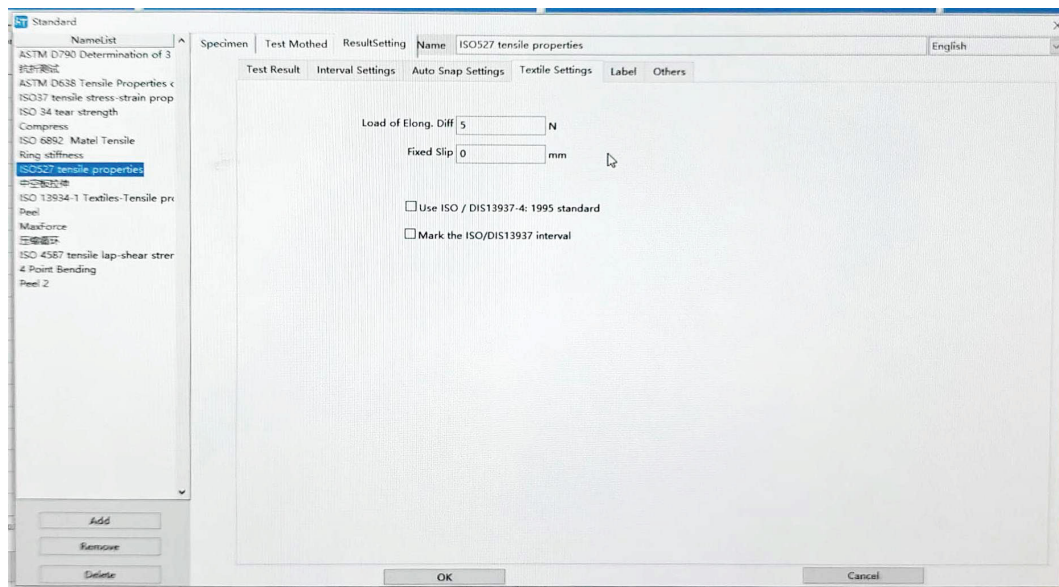 Standard
NameList
ASTM D790 Determination of 3
抗折测试
ASTM D638 Tensile Properties c
ISO37 tensile stress-strain prop
ISO 34 tear strength
Compress
ISO 6892 Matel Tensile
Ring stiffness
ISO527 tensile properties
中空板拉伸
ISO 13934-1 Textiles-Tensile pro
Peel
MaxForce
压缩循环
ISO 4587 tensile lap-shear strer
4 Point Bending
Peel 2
Add
Remove
Delete
Specimen Test Mothed ResultSetting Name ISO527 tensile properties English
Test Result Interval Settings Auto Snap Settings Textile Settings Label Others
Load of Elong. Diff 5 N
Fixed Slip 0 mm
Use ISO / DIS13937-4: 1995 standard
Mark the ISO/DIS13937 interval
OK Cancel